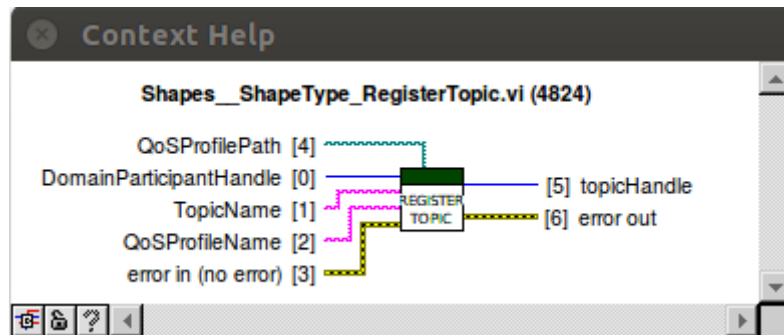 Context Help
Shapes__ShapeType_RegisterTopic.vi (4824)
QoSProfilePath [4]
DomainParticipantHandle [0]
TopicName [1]
QoSProfileName [2]
error in (no error) [3]
REGISTER
TOPIC
[5] topicHandle
[6] error out
?